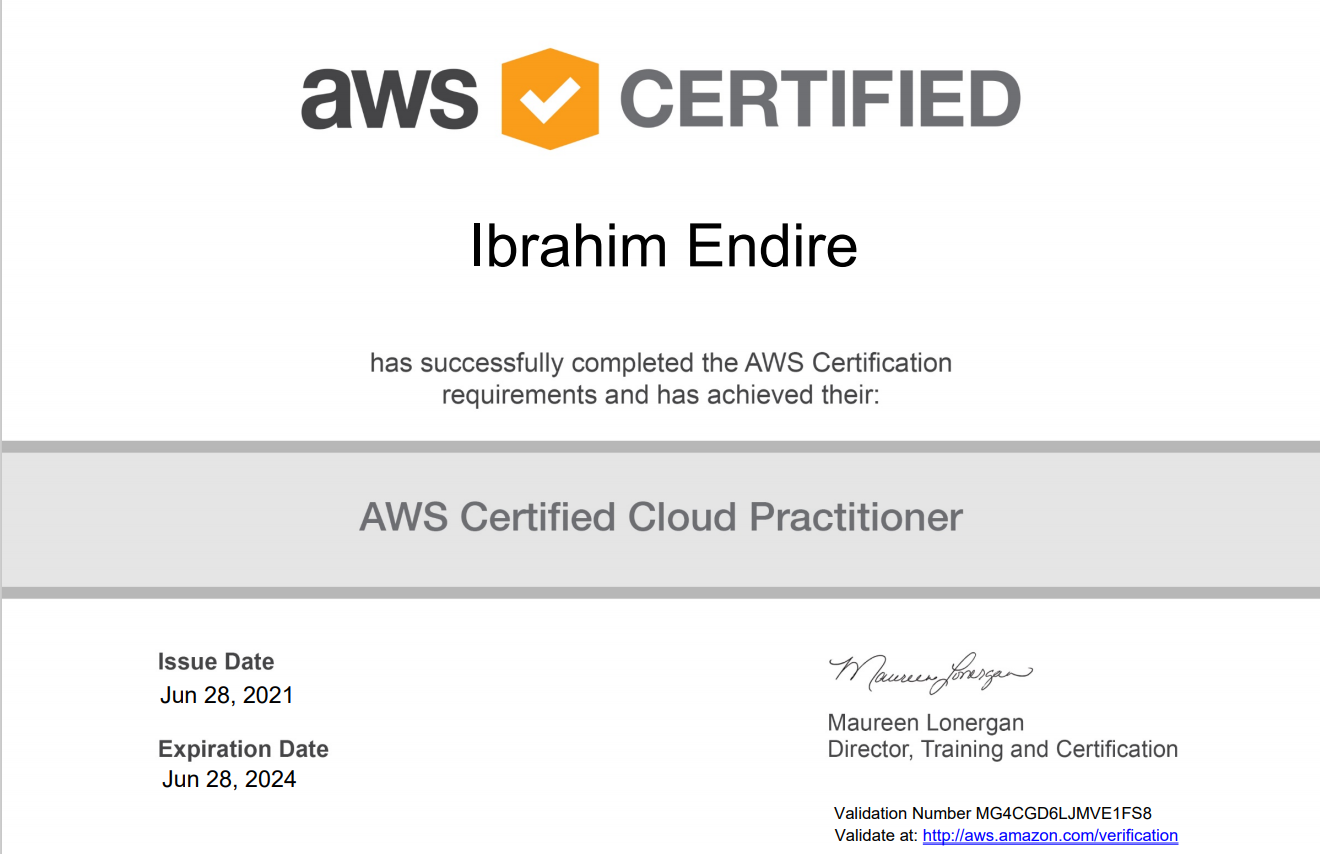 aws CERTIFIED
Ibrahim Endire
has successfully completed the AWS Certification
requirements and has achieved their:
AWS Certified Cloud Practitioner
Issue Date
Jun 28, 2021
Expiration Date
Jun 28, 2024
Maureen Lonergan
Maureen Lonergan
Director, Training and Certification
Validation Number MG4CGD6LJMVE1FS8
Validate at: http://aws.amazon.com/verification